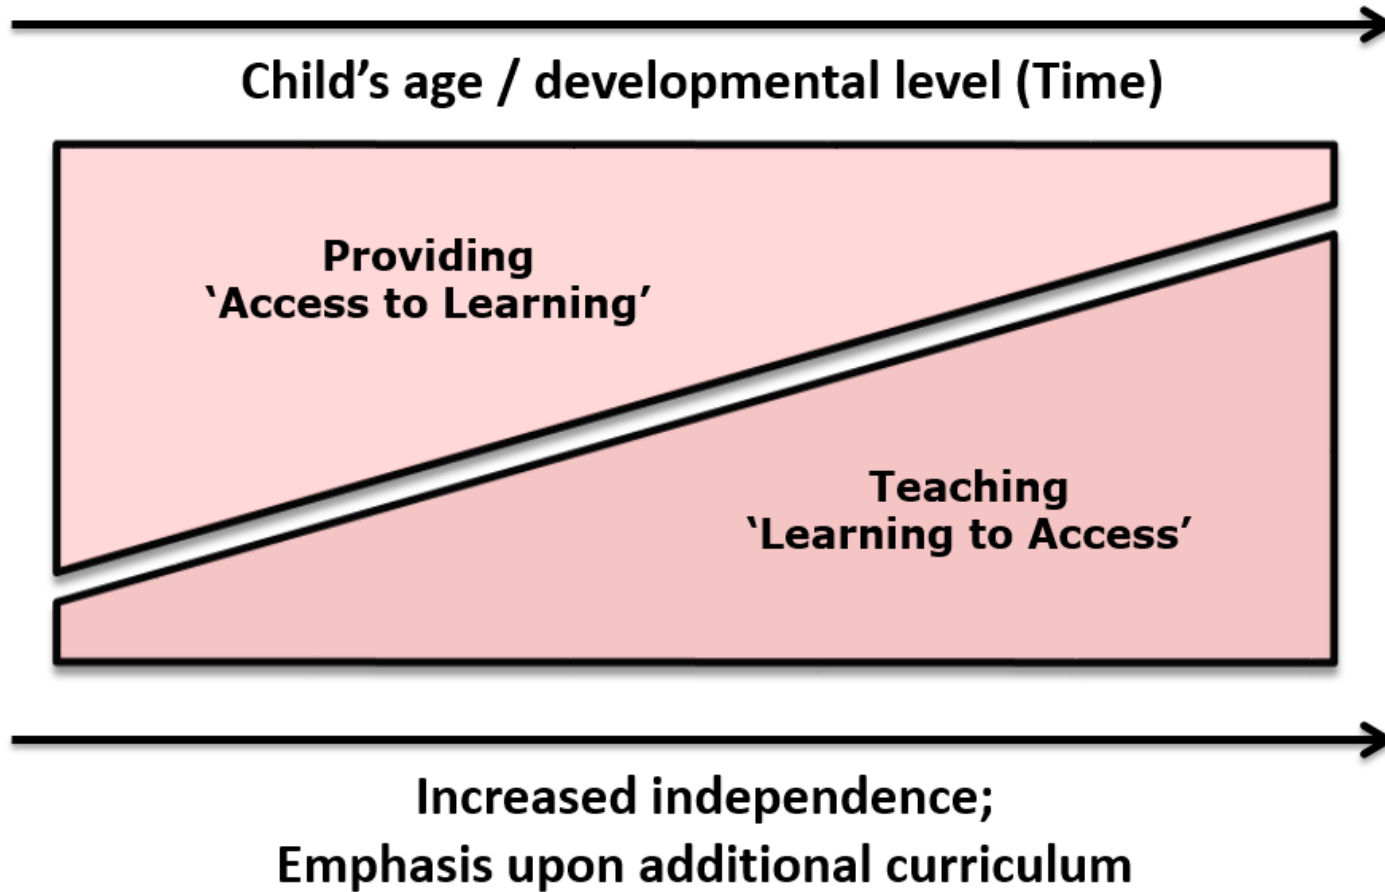 Child’s age / developmental level (Time)
Providing
‘Access to Learning’
Teaching
‘Learning to Access’
Increased independence;
Emphasis upon additional curriculum